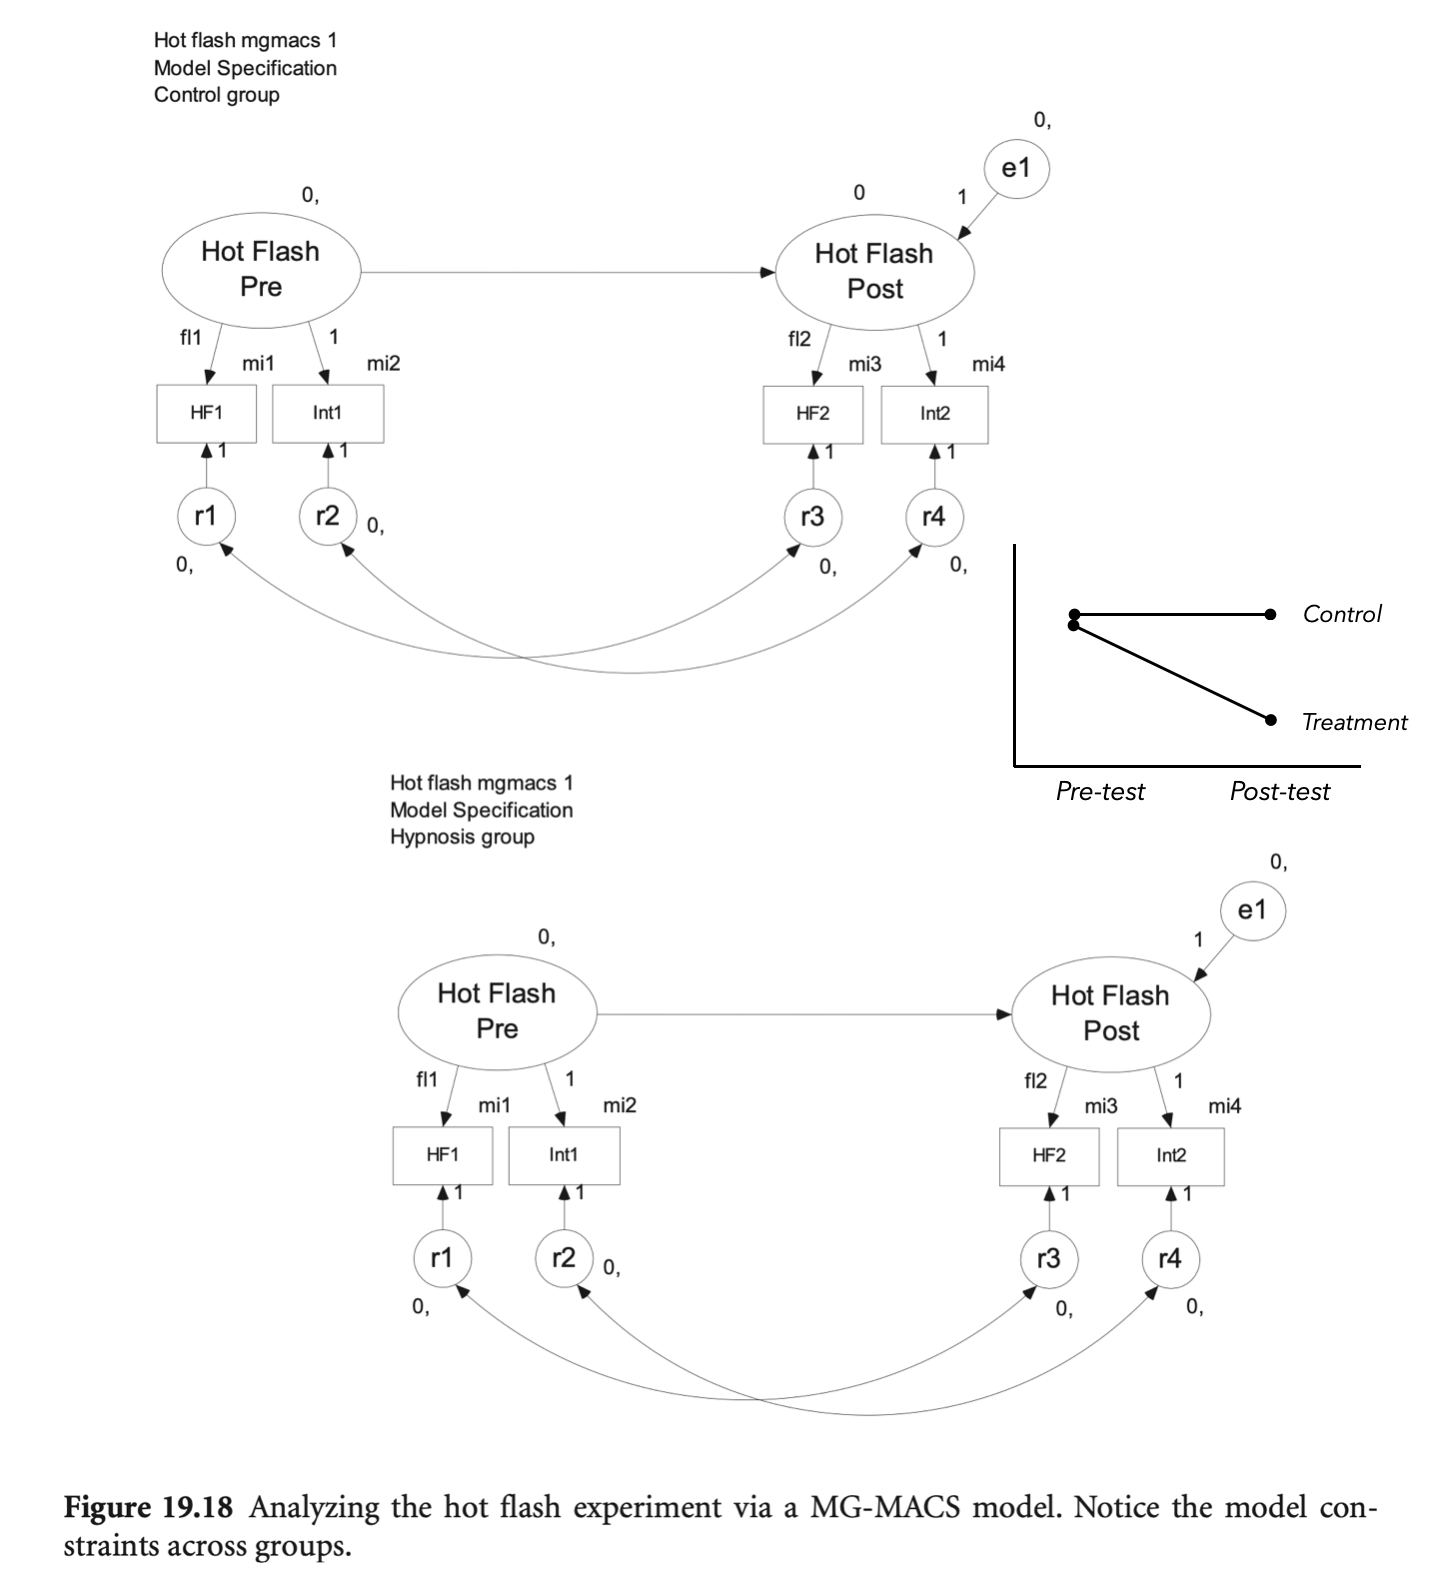 Hot flash mgmacs 1
Model Specification
Control group
0,
e1
0,
0
1
Hot Flash
Pre
Hot Flash
Post
fl1
1
mi1
mi2
fl2
1
mi3
mi4
HF1
Int1
HF2
Int2
1
1
1
1
r1
r2
0,
r3
r4
0,
0,
0,
Control
Treatment
Pre-test
Post-test
Hot flash mgmacs 1
Model Specification
Hypnosis group
0,
e1
0,
1
Hot Flash
Pre
Hot Flash
Post
fl1
1
mi1
mi2
fl2
1
mi3
mi4
HF1
Int1
HF2
Int2
1
1
1
1
r1
r2
0,
r3
r4
0,
0,
0,
Figure 19.18 Analyzing the hot flash experiment via a MG-MACS model. Notice the model con-
straints across groups.